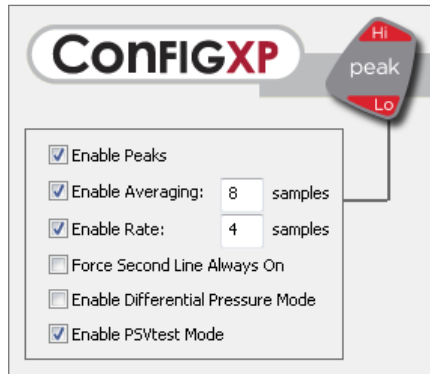 ConFIGXP
Hi
peak
Lo
Enable Peaks
Enable Averaging: 8 samples
Enable Rate: 4 samples
Force Second Line Always On
Enable Differential Pressure Mode
Enable PSVtest Mode